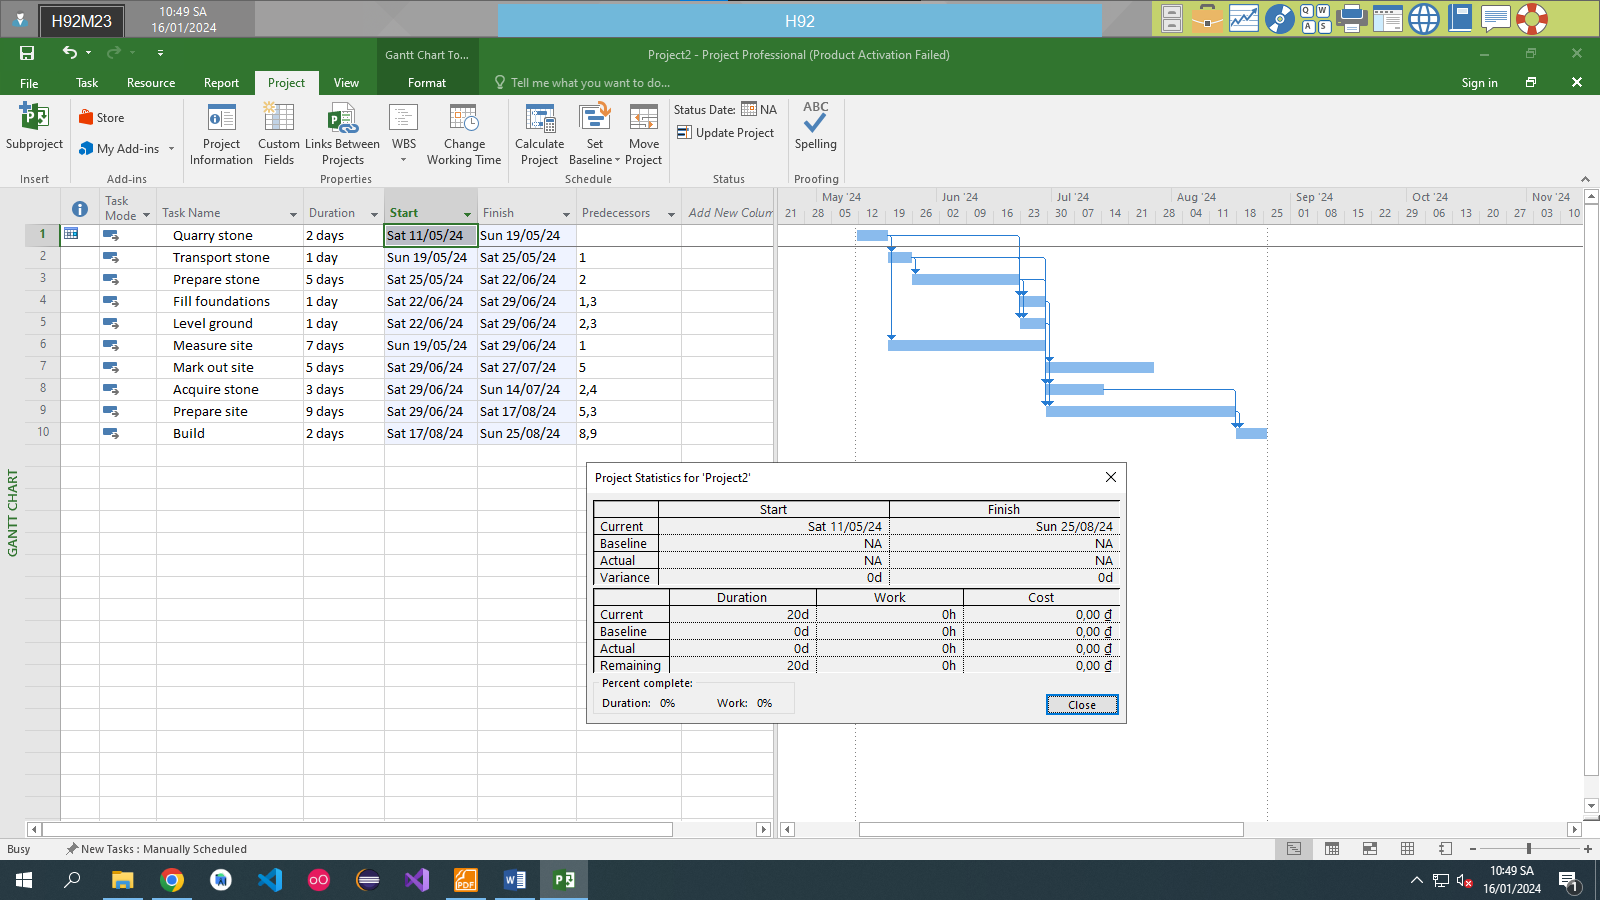 H92M23
10:49 SA
16/01/2024
H92
Q W
A S
Gantt Chart To...
Project2 - Project Professional (Product Activation Failed)
File
Task
Resource
Report
Project
View
Format
Tell me what you want to do...
Sign in
Subproject
Store
My Add-ins
Project
Information
Custom
Fields
Links Between
Projects
WBS
Change
Working Time
Calculate
Project
Set
Baseline
Move
Project
Status Date: NA
Update Project
ABC
Spelling
Insert
Add-ins
Properties
Schedule
Status
Proofing
Task
Mode
Task Name
Duration
Start
Finish
Predecessors
Add New Colum
May '24
Jun '24
Jul '24
Aug '24
Sep '24
Oct '24
Nov '24
21 28 05 12 19 26 02 09 16 23 30 07 14 21 28 04 11 18 25 01 08 15 22 29 06 13 20 27 03 10
1 Quarry stone 2 days Sat 11/05/24 Sun 19/05/24
2 Transport stone 1 day Sun 19/05/24 Sat 25/05/24 1
3 Prepare stone 5 days Sat 25/05/24 Sat 22/06/24 2
4 Fill foundations 1 day Sat 22/06/24 Sat 29/06/24 1,3
5 Level ground 1 day Sat 22/06/24 Sat 29/06/24 2,3
6 Measure site 7 days Sun 19/05/24 Sat 29/06/24 1
7 Mark out site 5 days Sat 29/06/24 Sat 27/07/24 5
8 Acquire stone 3 days Sat 29/06/24 Sun 14/07/24 2,4
9 Prepare site 9 days Sat 29/06/24 Sat 17/08/24 5,3
10 Build 2 days Sat 17/08/24 Sun 25/08/24 8,9
GANTT CHART
Project Statistics for 'Project2'
Start Finish
Current Sat 11/05/24 Sun 25/08/24
Baseline NA NA
Actual NA NA
Variance 0d 0d
Duration Work Cost
Current 20d 0h 0,00 ₫
Baseline 0d 0h 0,00 ₫
Actual 0d 0h 0,00 ₫
Remaining 20d 0h 0,00 ₫
Percent complete:
Duration: 0% Work: 0%
Close
Busy
New Tasks : Manually Scheduled
PDF
10:49 SA
16/01/2024
1